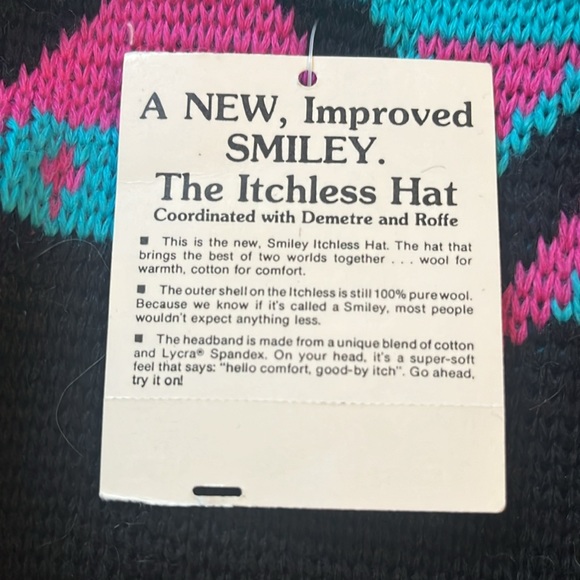 A NEW, Improved
SMILEY.
The Itchless Hat
Coordinated with Demetre and Roffe
■ This is the new, Smiley Itchless Hat. The hat that
brings the best of two worlds together . . . wool for
warmth, cotton for comfort.
■ The outer shell on the Itchless is still 100% pure wool.
Because we know if it's called a Smiley, most people
wouldn't expect anything less.
■ The headband is made from a unique blend of cotton
and Lycra® Spandex. On your head, it's a super-soft
feel that says: "hello comfort, good-by itch". Go ahead,
try it on!